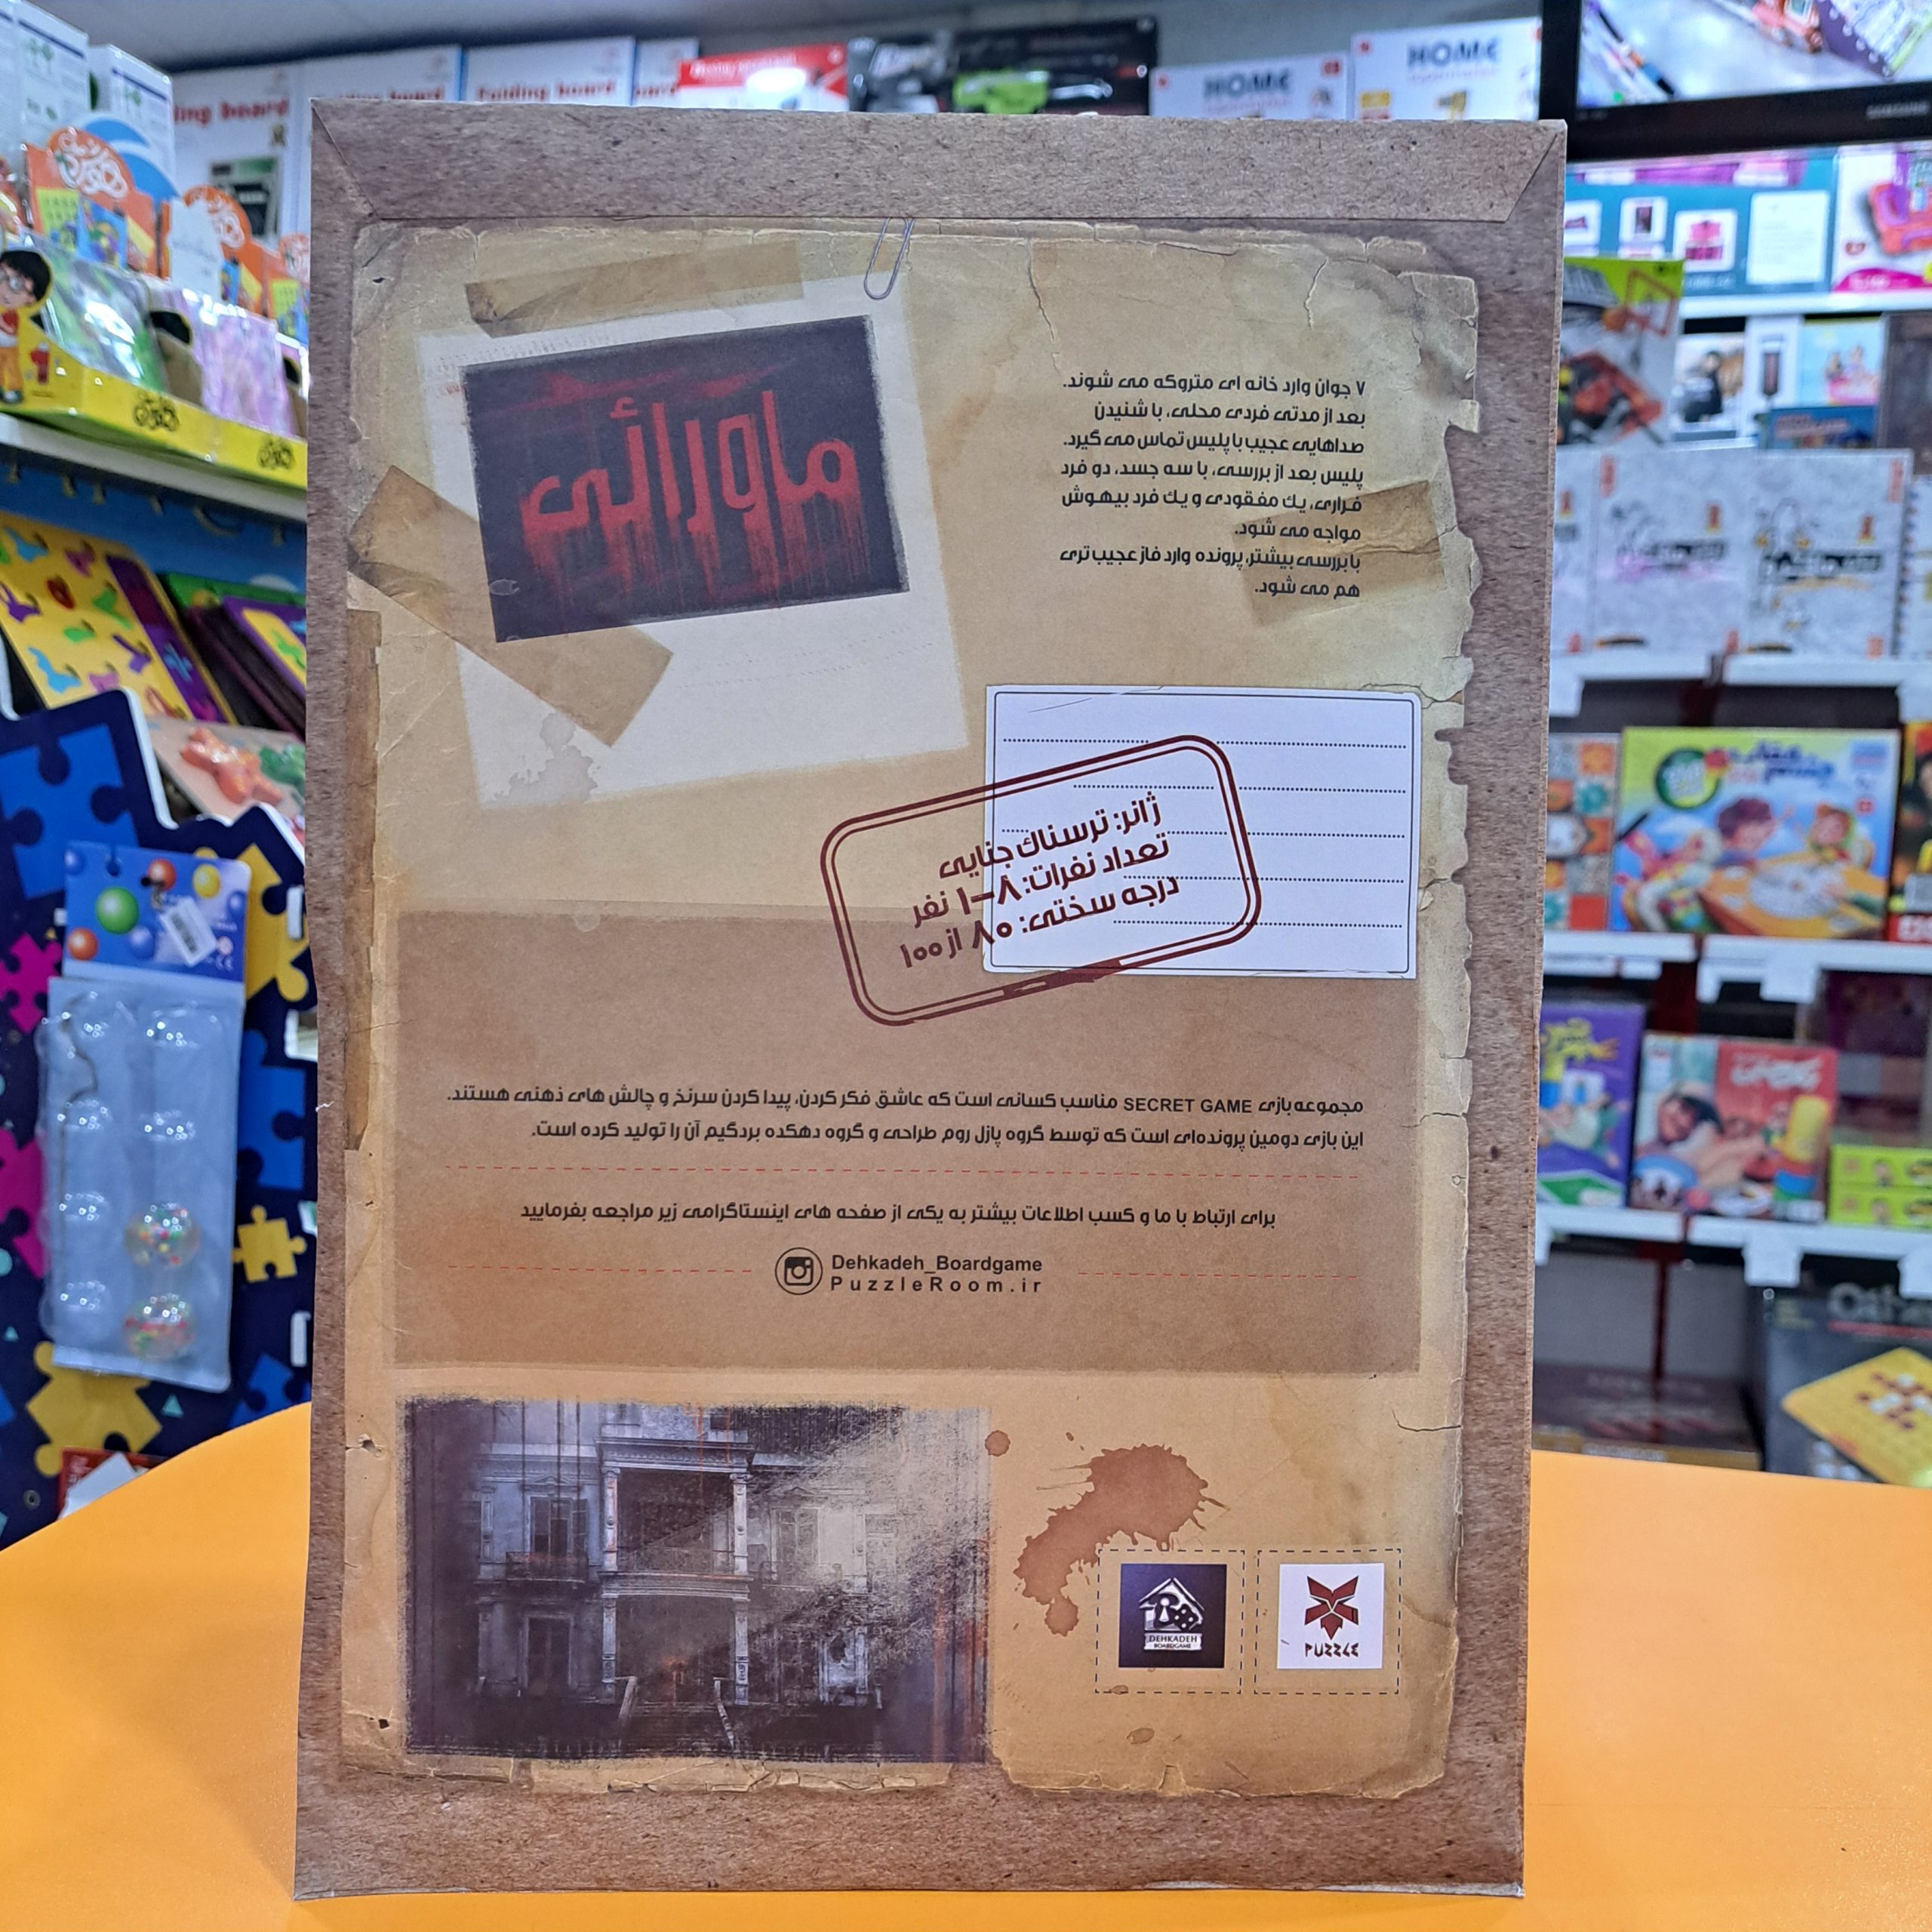 Folding board
HOME
HOME
SAMSUNG
ماورائی
۷ جوان وارد خانه ای متروکه می شوند.
بعد از مدتی فردی محلی، با شنیدن
صداهایی عجیب با پلیس تماس می گیرد.
پلیس بعد از بررسی، با سه جسد، دو فرد
فراری، یک مفقودی و یک فرد بیهوش
مواجه می شود.
با بررسی بیشتر، پرونده وارد فاز عجیب تری
هم می شود.
ژانر: ترسناک جنایی
تعداد نفرات: ۸-۱ نفر
درجه سختی: ۸۰ از ۱۰۰
مجموعه بازی SECRET GAME مناسب کسانی است که عاشق فکر کردن، پیدا کردن سرنخ و چالش های ذهنی هستند.
این بازی دومین پرونده‌ای است که توسط گروه پازل روم طراحی و گروه دهکده بردگیم آن را تولید کرده است.
برای ارتباط با ما و کسب اطلاعات بیشتر به یکی از صفحه های اینستاگرامی زیر مراجعه بفرمایید
Dehkadeh_Boardgame
PuzzleRoom.ir
DEHKADEH
BOARDGAME
PUZZLE